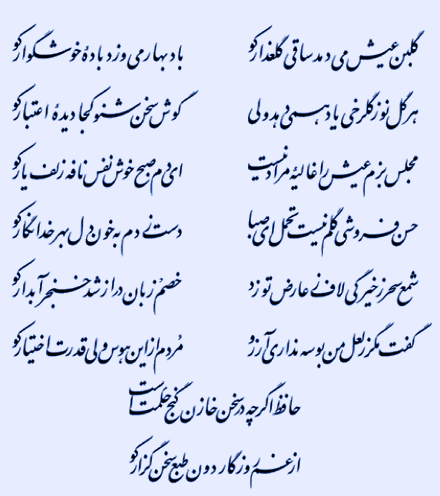 گلبن عیش می‌دمد ساقی گلعذار کو
باد بهار می‌وزد بادهٔ خوشگوار کو
هر گل نو ز گلرخی یاد همی‌دهد ولی
گوش سخن شنو کجا دیدهٔ اعتبار کو
مجلس بزم عیش را غالیهٔ مراد نیست
ای دم صبح خوش نفس نافهٔ زلف یار کو
حسن فروشی گلم نیست تحمل ای صبا
دست زدم به خون دل بهر خدا نگار کو
شمع سحر ز خیرگی لاف ز عارض تو زد
خصم زبان دراز شد خنجر آبدار کو
گفت مگر ز لعل من بوسه نداری آرزو
مردم از این هوس ولی قدرت اختیار کو
حافظ اگر چه در سخن خازن گنج حکمت است
از غم روزگار دون طبع سخن گزار کو